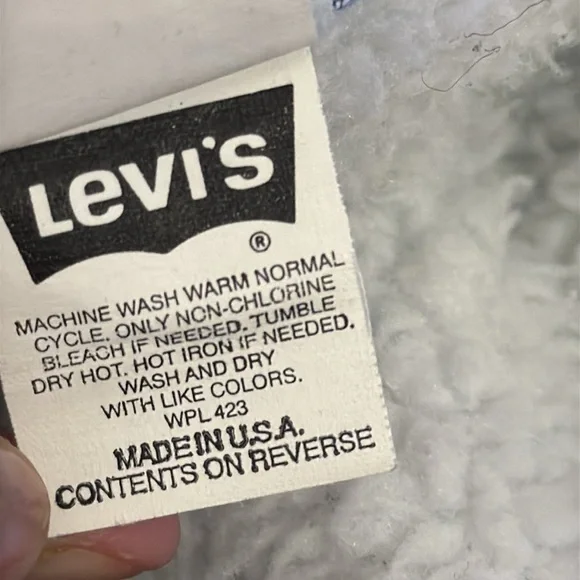 Levi's
®
MACHINE WASH WARM NORMAL
CYCLE. ONLY NON-CHLORINE
BLEACH IF NEEDED. TUMBLE
DRY HOT. HOT IRON IF NEEDED.
WASH AND DRY
WITH LIKE COLORS.
WPL 423
MADE IN U.S.A.
CONTENTS ON REVERSE